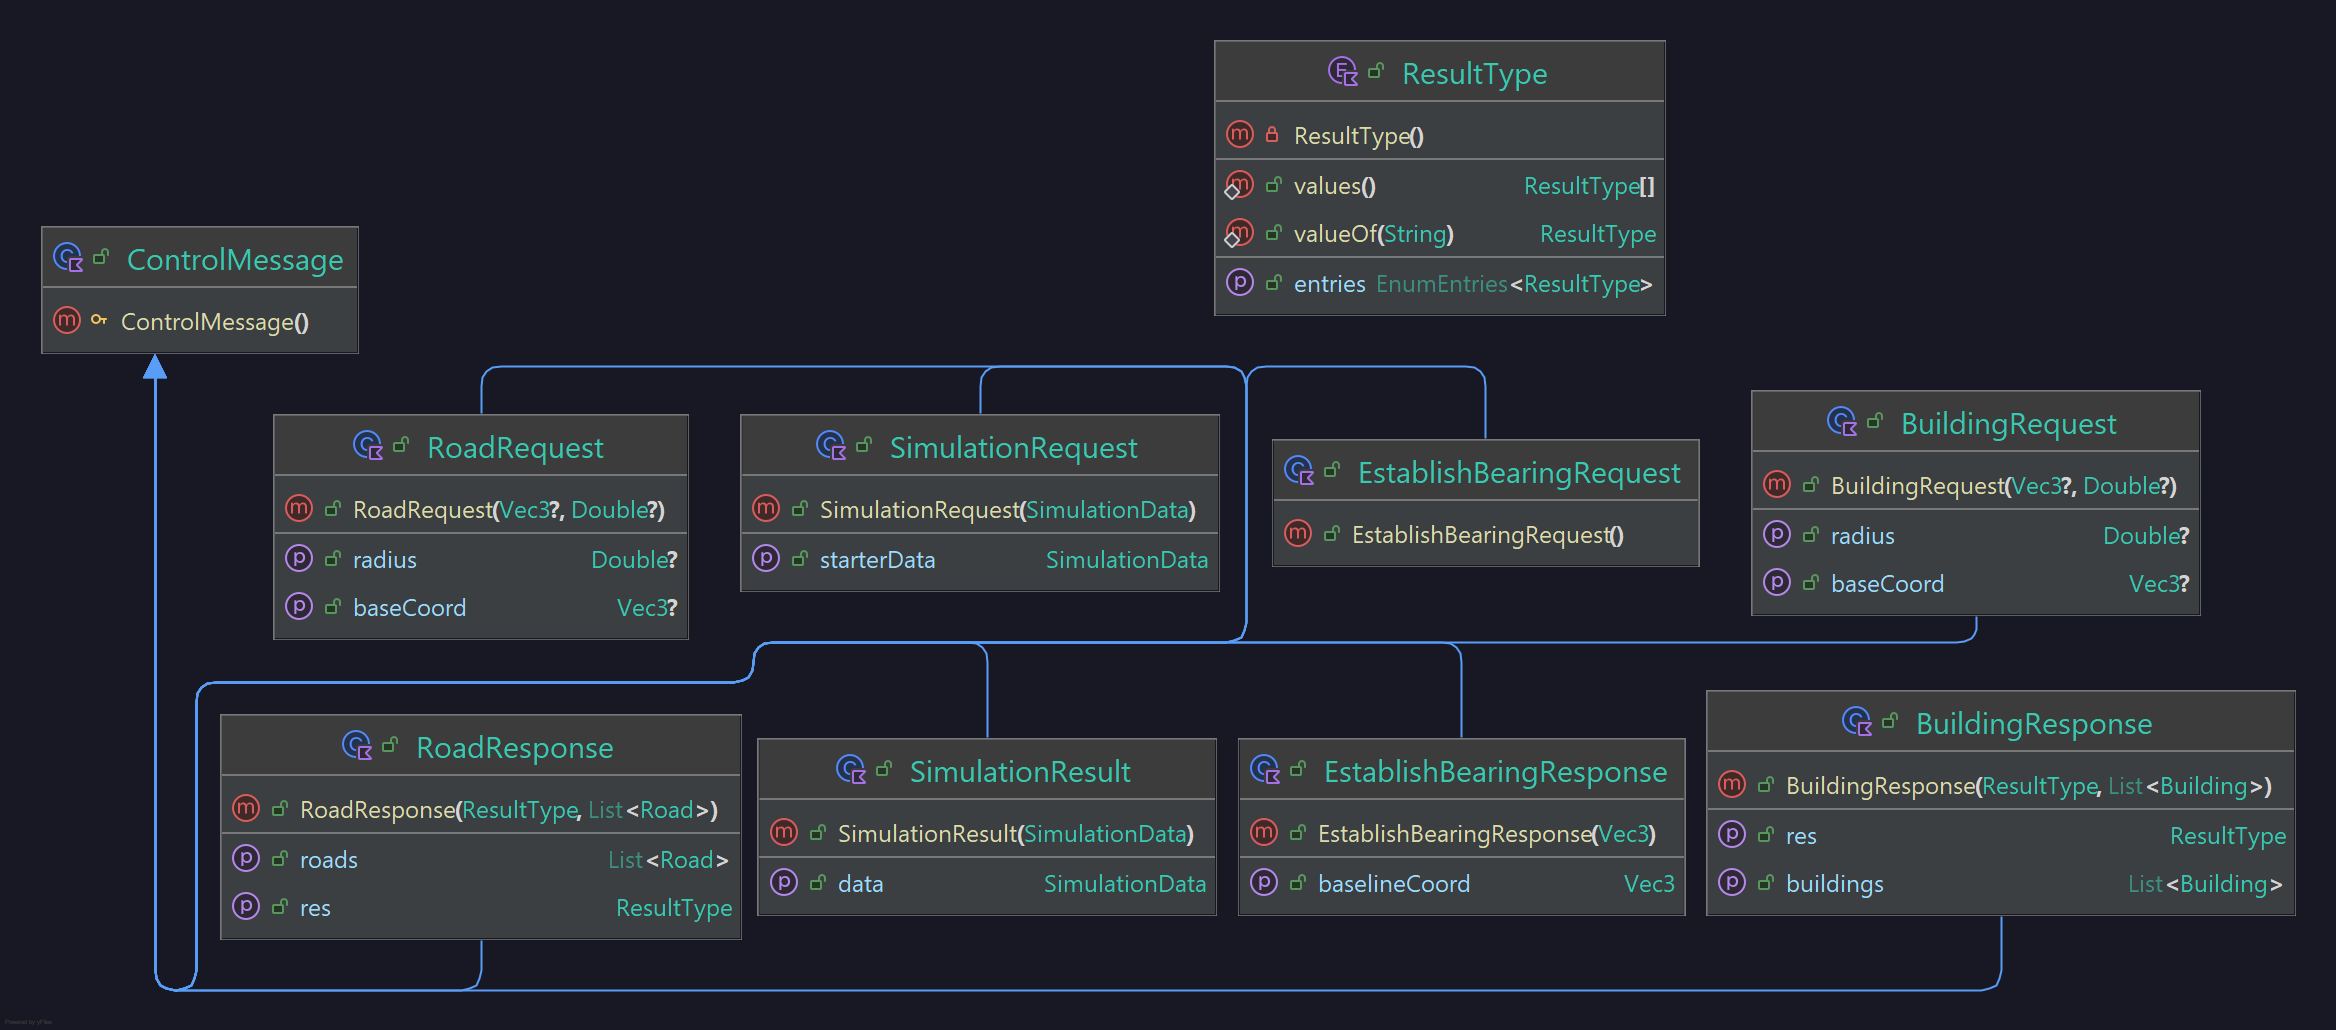 ResultType
ResultType()
values() ResultType[]
valueOf(String) ResultType
entries EnumEntries<ResultType>
ControlMessage
ControlMessage()
RoadRequest
RoadRequest(Vec3?, Double?)
radius Double?
baseCoord Vec3?
SimulationRequest
SimulationRequest(SimulationData)
starterData SimulationData
EstablishBearingRequest
EstablishBearingRequest()
BuildingRequest
BuildingRequest(Vec3?, Double?)
radius Double?
baseCoord Vec3?
RoadResponse
RoadResponse(ResultType, List<Road>)
roads List<Road>
res ResultType
SimulationResult
SimulationResult(SimulationData)
data SimulationData
EstablishBearingResponse
EstablishBearingResponse(Vec3)
baselineCoord Vec3
BuildingResponse
BuildingResponse(ResultType, List<Building>)
res ResultType
buildings List<Building>
Powered by yFiles